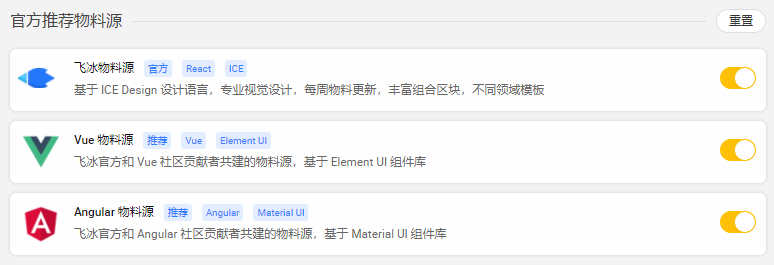 官方推荐物料源 重置
飞冰物料源 官方 React ICE
基于 ICE Design 设计语言，专业视觉设计，每周物料更新，丰富组合区块，不同领域模板
Vue 物料源 推荐 Vue Element UI
飞冰官方和 Vue 社区贡献者共建的物料源，基于 Element UI 组件库
Angular 物料源 推荐 Angular Material UI
飞冰官方和 Angular 社区贡献者共建的物料源，基于 Material UI 组件库